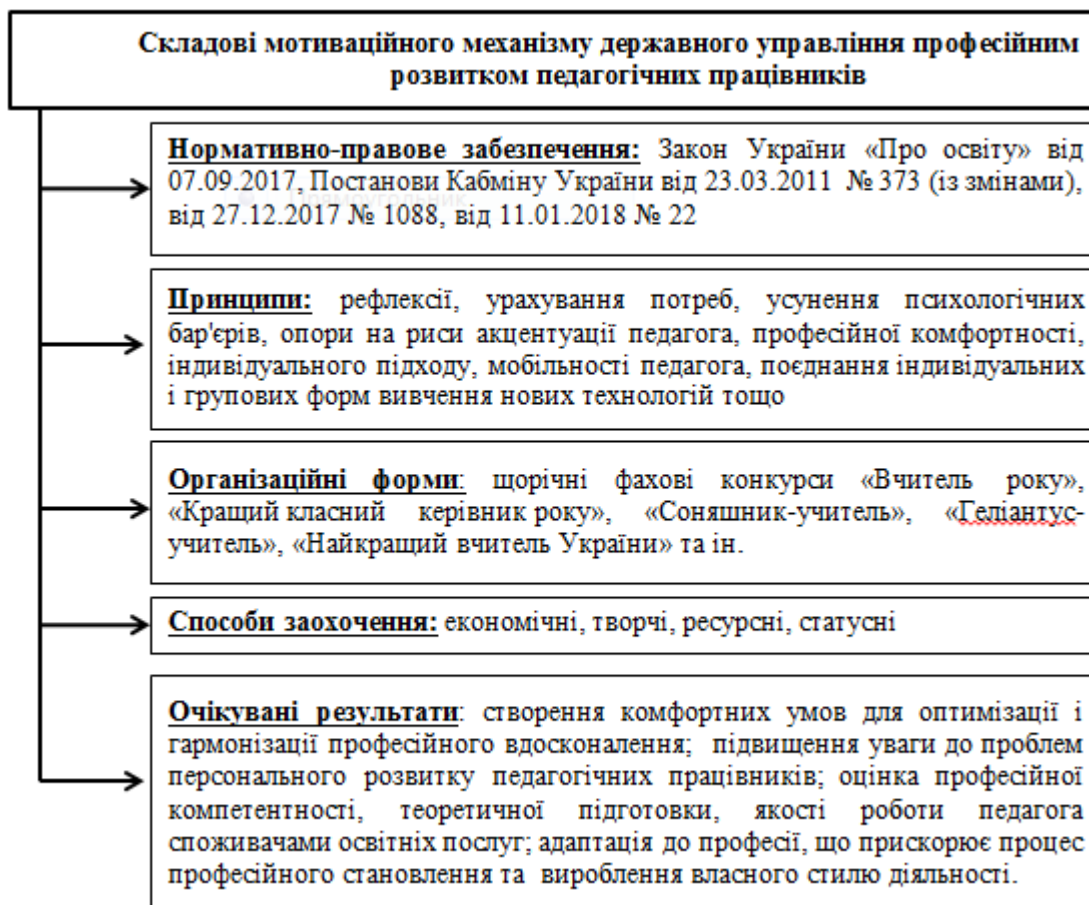 Складові мотиваційного механізму державного управління професійним
розвитком педагогічних працівників
Нормативно-правове забезпечення: Закон України «Про освіту» від
07.09.2017, Постанови Кабміну України від 23.03.2011 № 373 (із змінами),
Прямоугольник
від 27.12.2017 № 1088, від 11.01.2018 № 22
Принципи: рефлексії, урахування потреб, усунення психологічних
бар'єрів, опори на риси акцентуації педагога, професійної комфортності,
індивідуального підходу, мобільності педагога, поєднання індивідуальних
і групових форм вивчення нових технологій тощо
Організаційні форми: щорічні фахові конкурси «Вчитель року»,
«Кращий класний керівник року», «Соняшник-учитель», «Геліантус-
учитель», «Найкращий вчитель України» та ін.
Способи заохочення: економічні, творчі, ресурсні, статусні
Очікувані результати: створення комфортних умов для оптимізації і
гармонізації професійного вдосконалення; підвищення уваги до проблем
персонального розвитку педагогічних працівників; оцінка професійної
компетентності, теоретичної підготовки, якості роботи педагога
споживачами освітніх послуг; адаптація до професії, що прискорює процес
професійного становлення та вироблення власного стилю діяльності.